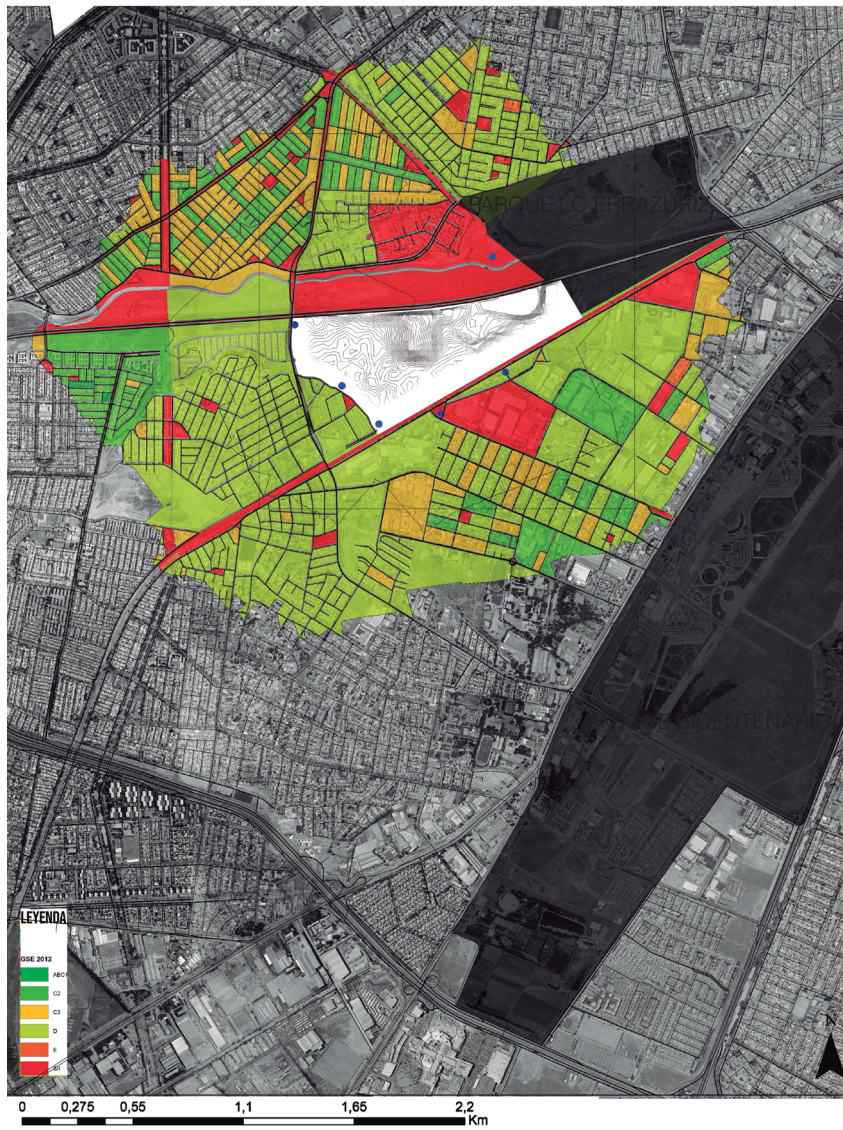 PARQUE LO ERRAZURIZ
BICENTENARIO
LEYENDA
GSE 2012
ABC1
C2
C3
D
E
S/I
N
0 0,275 0,55 1,1 1,65 2,2
Km